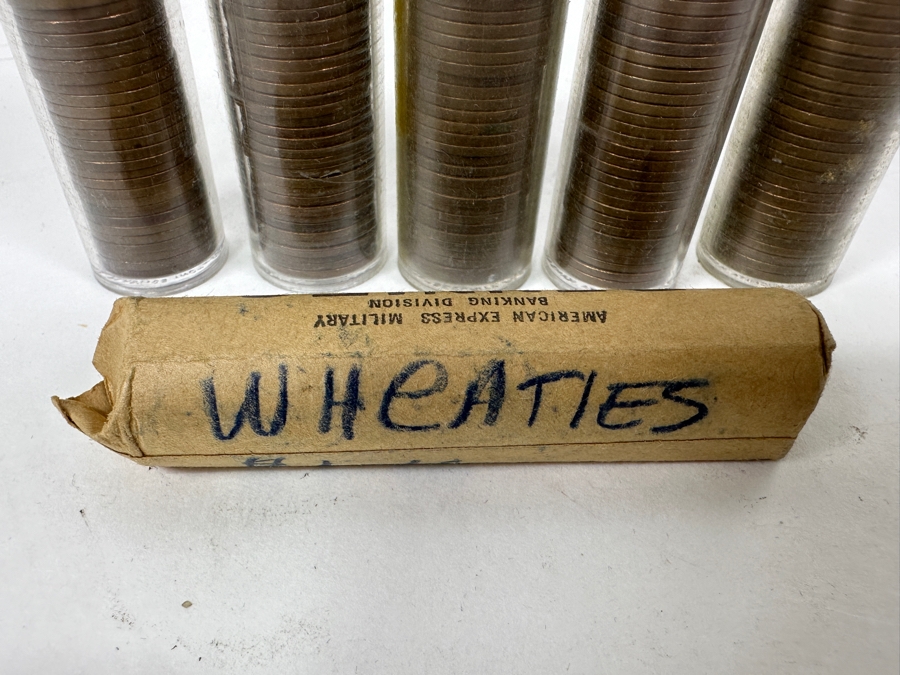 AMERICAN EXPRESS MILITARY
BANKING DIVISION
WHeATIES